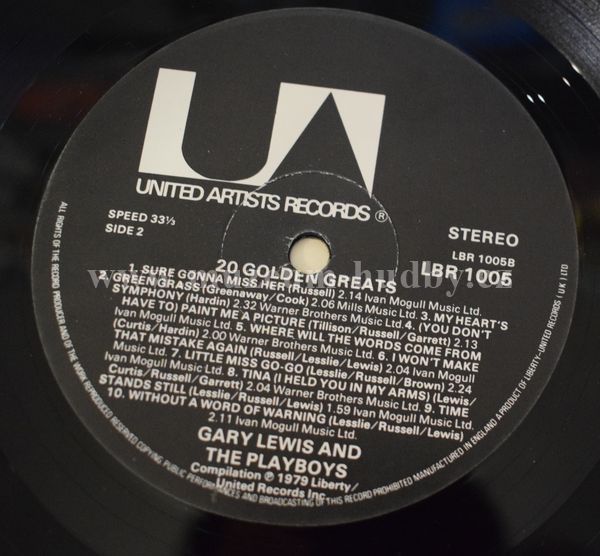 UA
UNITED ARTISTS RECORDS ®
SPEED 33⅓
SIDE 2
STEREO
LBR 1005B
LBR 1005
20 GOLDEN GREATS
1. SURE GONNA MISS HER (Russell) 2.14 Ivan Mogull Music Ltd.
2. GREEN GRASS (Greenaway/Cook) 2.06 Mills Music Ltd. 3. MY HEART'S
SYMPHONY (Hardin) 2.32 Warner Brothers Music Ltd. 4. (YOU DON'T
HAVE TO) PAINT ME A PICTURE (Tillison/Russell/Garrett) 2.13
Ivan Mogull Music Ltd. 5. WHERE WILL THE WORDS COME FROM
(Curtis/Hardin) 2.00 Warner Brothers Music Ltd. 6. I WON'T MAKE
THAT MISTAKE AGAIN (Russell/Lesslie/Lewis) 2.04 Ivan Mogull
Music Ltd. 7. LITTLE MISS GO-GO (Lesslie/Russell/Brown) 2.24
Ivan Mogull Music Ltd. 8. TINA (I HELD YOU IN MY ARMS) (Lewis/
Curtis/Russell/Garrett) 2.04 Warner Brothers Music Ltd. 9. TIME
STANDS STILL (Lesslie/Russell/Lewis) 1.59 Ivan Mogull Music Ltd.
10. WITHOUT A WORD OF WARNING (Lesslie/Russell/Lewis)
2.11 Ivan Mogull Music Ltd.
GARY LEWIS AND
THE PLAYBOYS
Compilation ℗ 1979 Liberty/
United Records Inc.
ALL RIGHTS OF THE RECORD PRODUCER AND OF THE OWNER OF THE WORK REPRODUCED RESERVED COPYING PUBLIC PERFORMANCES AND BROADCASTING OF THIS RECORD PROHIBITED MANUFACTURED IN ENGLAND A PRODUCT OF LIBERTY-UNITED RECORDS (UK) LTD